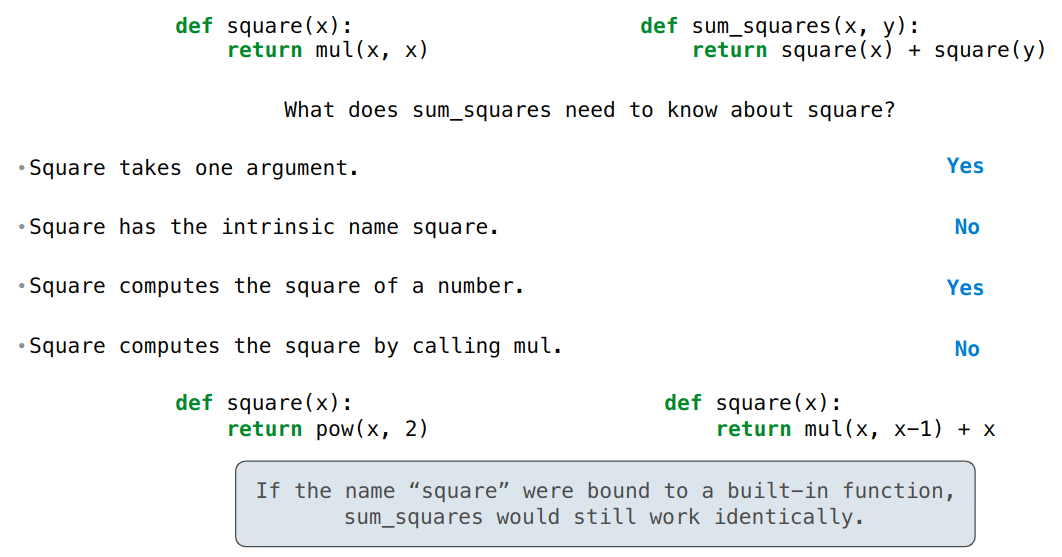 def square(x):
    return mul(x, x)
def sum_squares(x, y):
    return square(x) + square(y)
What does sum_squares need to know about square?
•Square takes one argument. Yes
•Square has the intrinsic name square. No
•Square computes the square of a number. Yes
•Square computes the square by calling mul. No
def square(x):
    return pow(x, 2)
def square(x):
    return mul(x, x-1) + x
If the name “square” were bound to a built-in function,
sum_squares would still work identically.